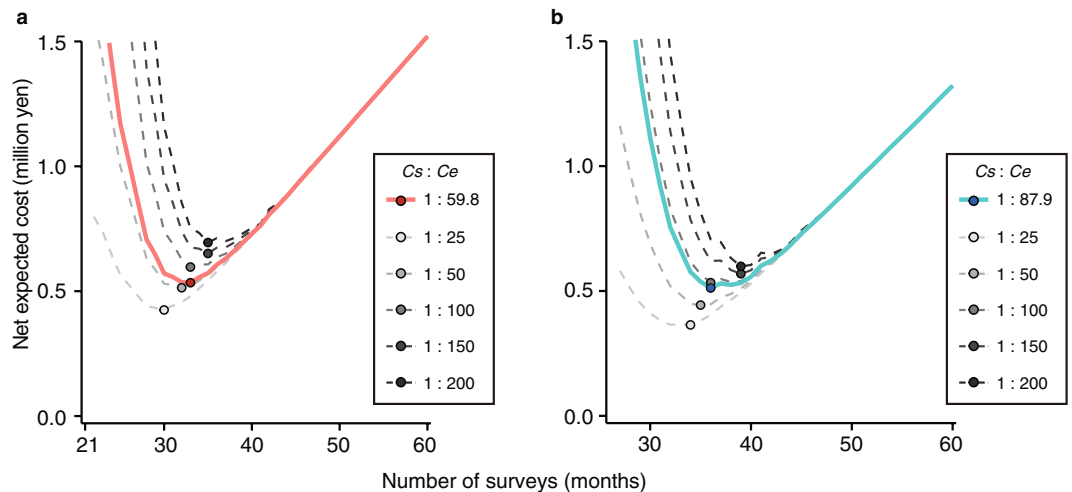 a
1.5
1.0
0.5
0.0
21
30
40
50
60
Net expected cost (million yen)
Cs : Ce
1 : 59.8
1 : 25
1 : 50
1 : 100
1 : 150
1 : 200
b
1.5
1.0
0.5
0.0
30
40
50
60
Cs : Ce
1 : 87.9
1 : 25
1 : 50
1 : 100
1 : 150
1 : 200
Number of surveys (months)